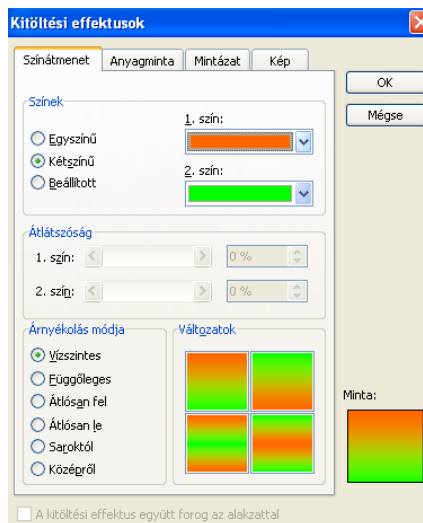 Kitöltési effektusok
Színátmenet Anyagminta Mintázat Kép
OK
Mégse
Színek
Egyszínű
Kétszínű
Beállított
1. szín:
2. szín:
Átlátszóság
1. szín: 0 %
2. szín: 0 %
Árnyékolás módja
Vízszintes
Függőleges
Átlósan fel
Átlósan le
Saroktól
Középről
Változatok
Minta:
A kitöltési effektus együtt forog az alakzattal